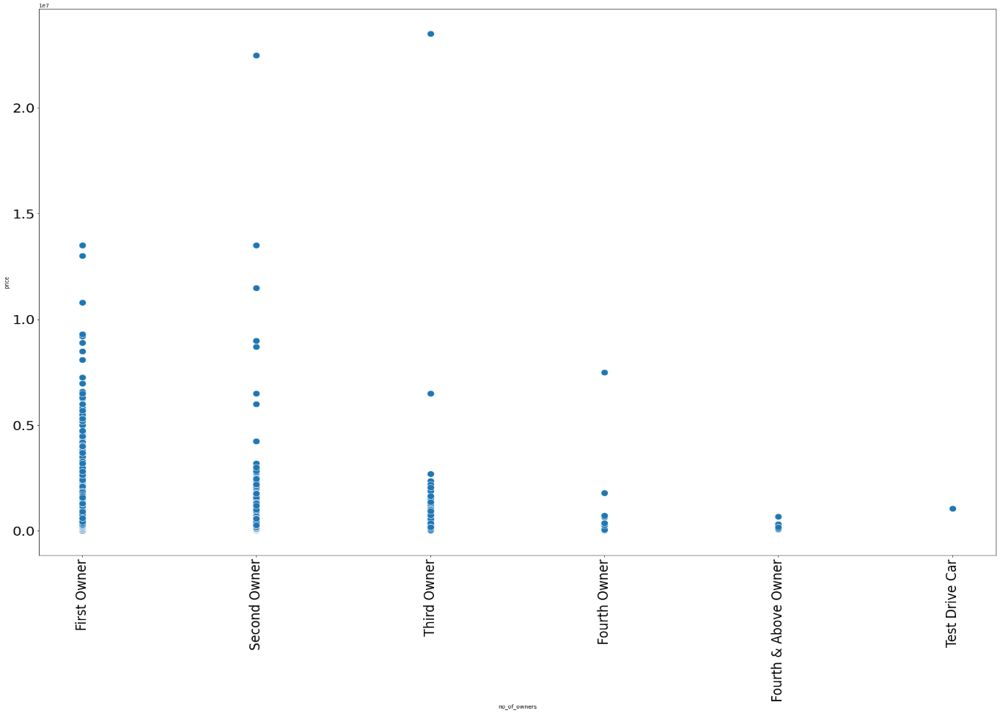 1e7
2.0
1.5
1.0
0.5
0.0
price
First Owner
Second Owner
Third Owner
Fourth Owner
Fourth & Above Owner
Test Drive Car
no_of_owners